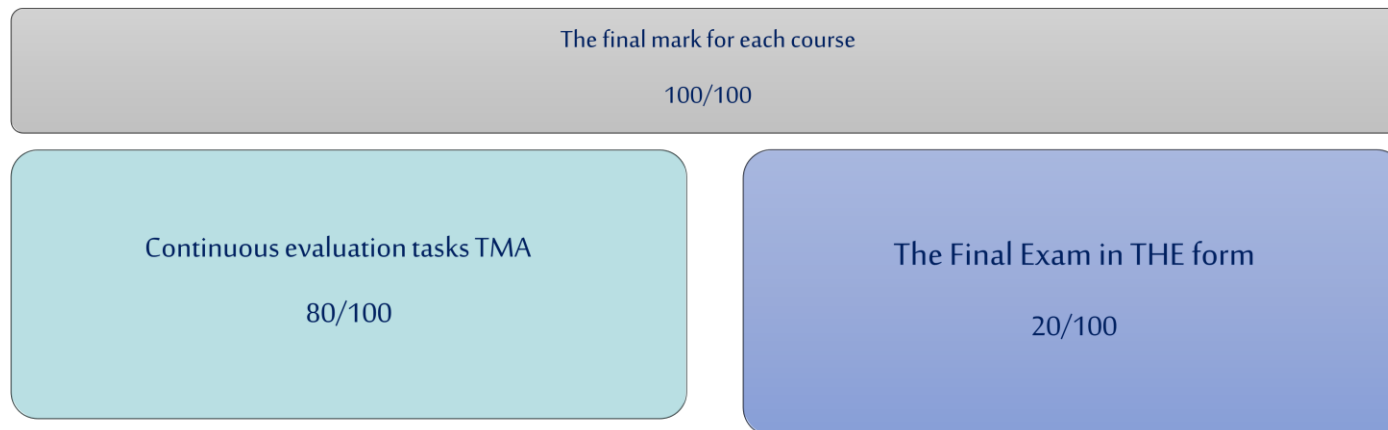 The final mark for each course
100/100
Continuous evaluation tasks TMA
80/100
The Final Exam in THE form
20/100